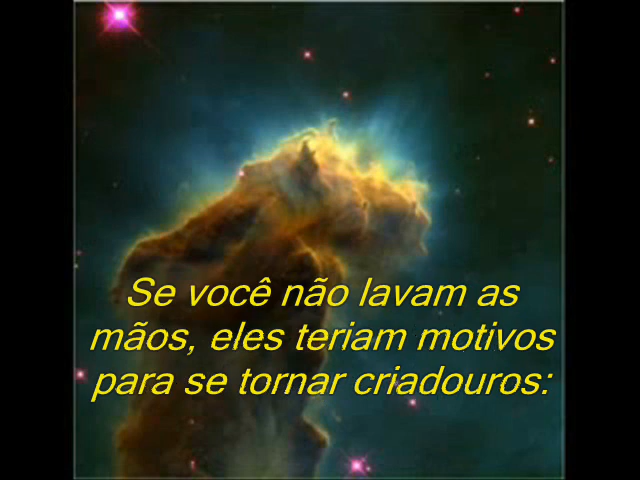 Se você não lavam as
mãos, eles teriam motivos
para se tornar criadouros: